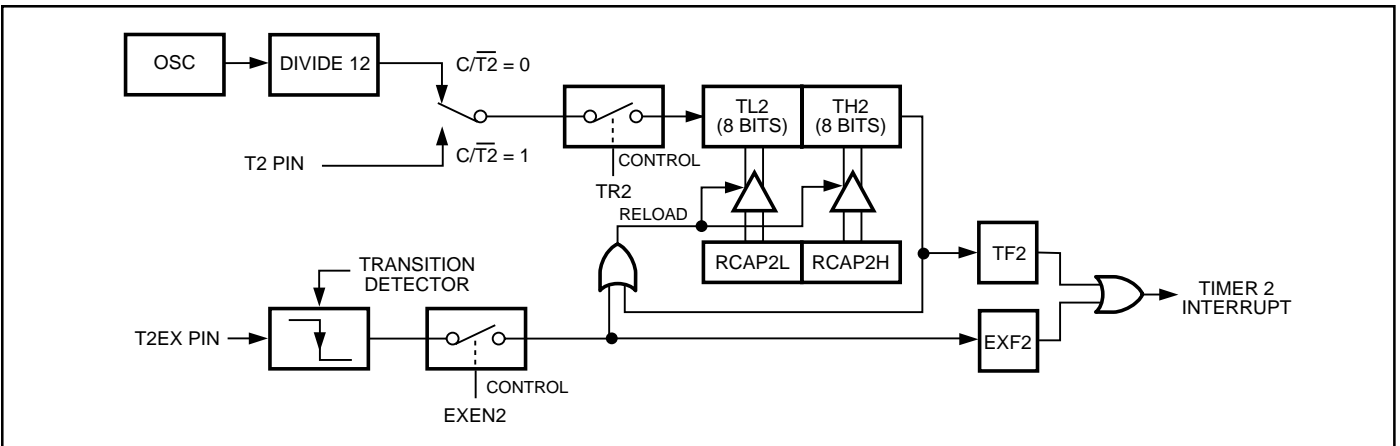 OSC
DIVIDE 12
C/T2̅ = 0
TL2
(8 BITS)
TH2
(8 BITS)
T2 PIN
C/T2̅ = 1
CONTROL
TR2
RELOAD
RCAP2L
RCAP2H
TF2
TRANSITION
DETECTOR
TIMER 2
INTERRUPT
T2EX PIN
EXF2
CONTROL
EXEN2